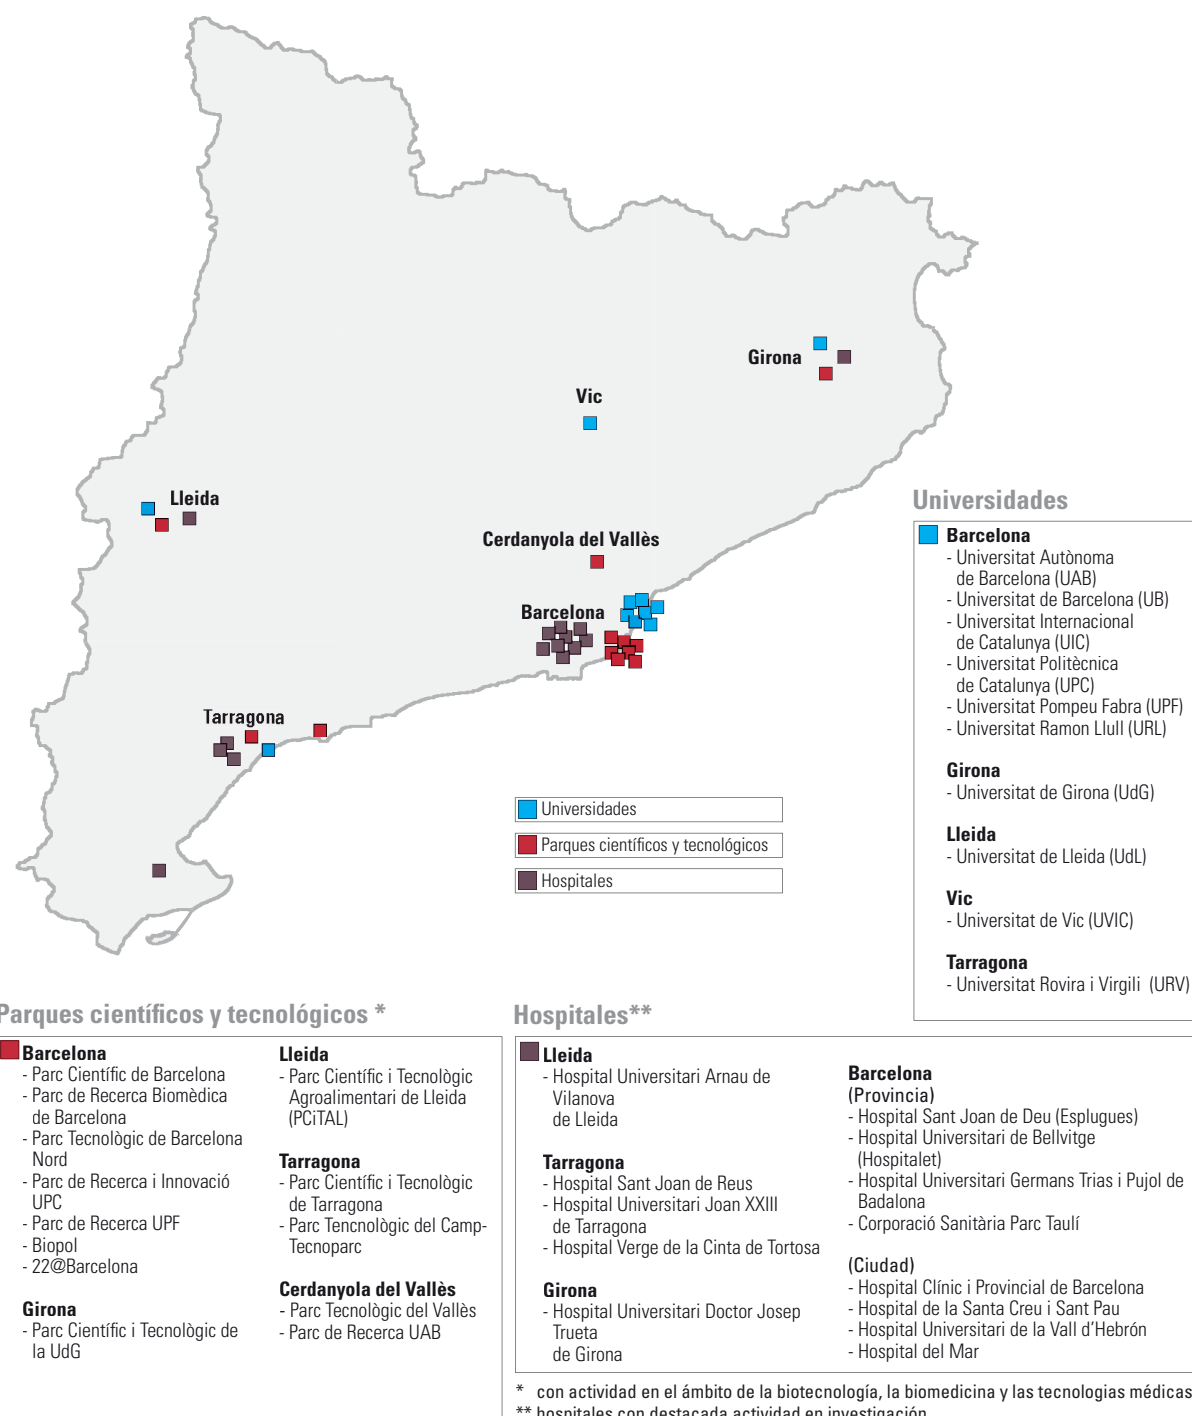 Girona
Vic
Lleida
Cerdanyola del Vallès
Barcelona
Tarragona
Universidades
Parques científicos y tecnológicos
Hospitales
Universidades
Barcelona
- Universitat Autònoma
de Barcelona (UAB)
- Universitat de Barcelona (UB)
- Universitat Internacional
de Catalunya (UIC)
- Universitat Politècnica
de Catalunya (UPC)
- Universitat Pompeu Fabra (UPF)
- Universitat Ramon Llull (URL)
Girona
- Universitat de Girona (UdG)
Lleida
- Universitat de Lleida (UdL)
Vic
- Universitat de Vic (UVIC)
Tarragona
- Universitat Rovira i Virgili (URV)
Parques científicos y tecnológicos *
Barcelona
- Parc Científic de Barcelona
- Parc de Recerca Biomèdica
de Barcelona
- Parc Tecnològic de Barcelona
Nord
- Parc de Recerca i Innovació
UPC
- Parc de Recerca UPF
- Biopol
- 22@Barcelona
Girona
- Parc Científic i Tecnològic de
la UdG
Lleida
- Parc Científic i Tecnològic
Agroalimentari de Lleida
(PCiTAL)
Tarragona
- Parc Científic i Tecnològic
de Tarragona
- Parc Tencnològic del Camp-
Tecnoparc
Cerdanyola del Vallès
- Parc Tecnològic del Vallès
- Parc de Recerca UAB
Hospitales**
Lleida
- Hospital Universitari Arnau de
Vilanova
de Lleida
Tarragona
- Hospital Sant Joan de Reus
- Hospital Universitari Joan XXIII
de Tarragona
- Hospital Verge de la Cinta de Tortosa
Girona
- Hospital Universitari Doctor Josep
Trueta
de Girona
Barcelona
(Provincia)
- Hospital Sant Joan de Deu (Esplugues)
- Hospital Universitari de Bellvitge
(Hospitalet)
- Hospital Universitari Germans Trias i Pujol de
Badalona
- Corporació Sanitària Parc Taulí
(Ciudad)
- Hospital Clínic i Provincial de Barcelona
- Hospital de la Santa Creu i Sant Pau
- Hospital Universitari de la Vall d'Hebrón
- Hospital del Mar
* con actividad en el ámbito de la biotecnología, la biomedicina y las tecnologias médicas
** hospitales con destacada actividad en investigación